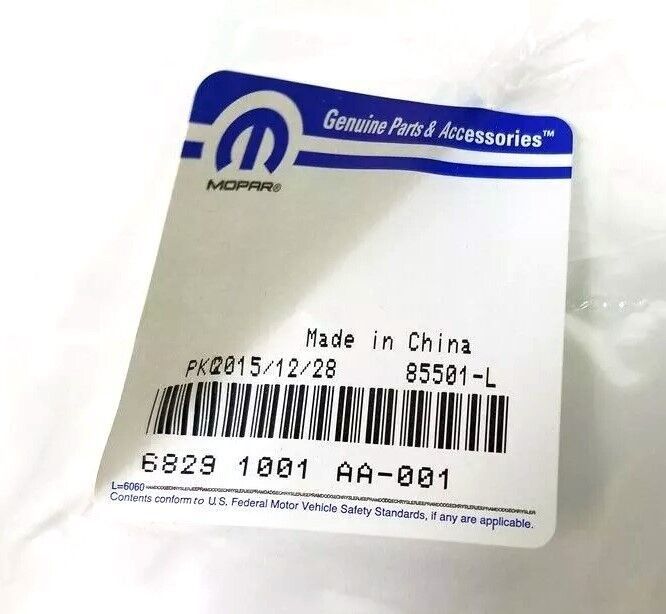 Genuine Parts & Accessories™
MOPAR®
Made in China
PKG2015/12/28 85501-L
6829 1001 AA-001
L=6060
Contents conform to U.S. Federal Motor Vehicle Safety Standards, if any are applicable.